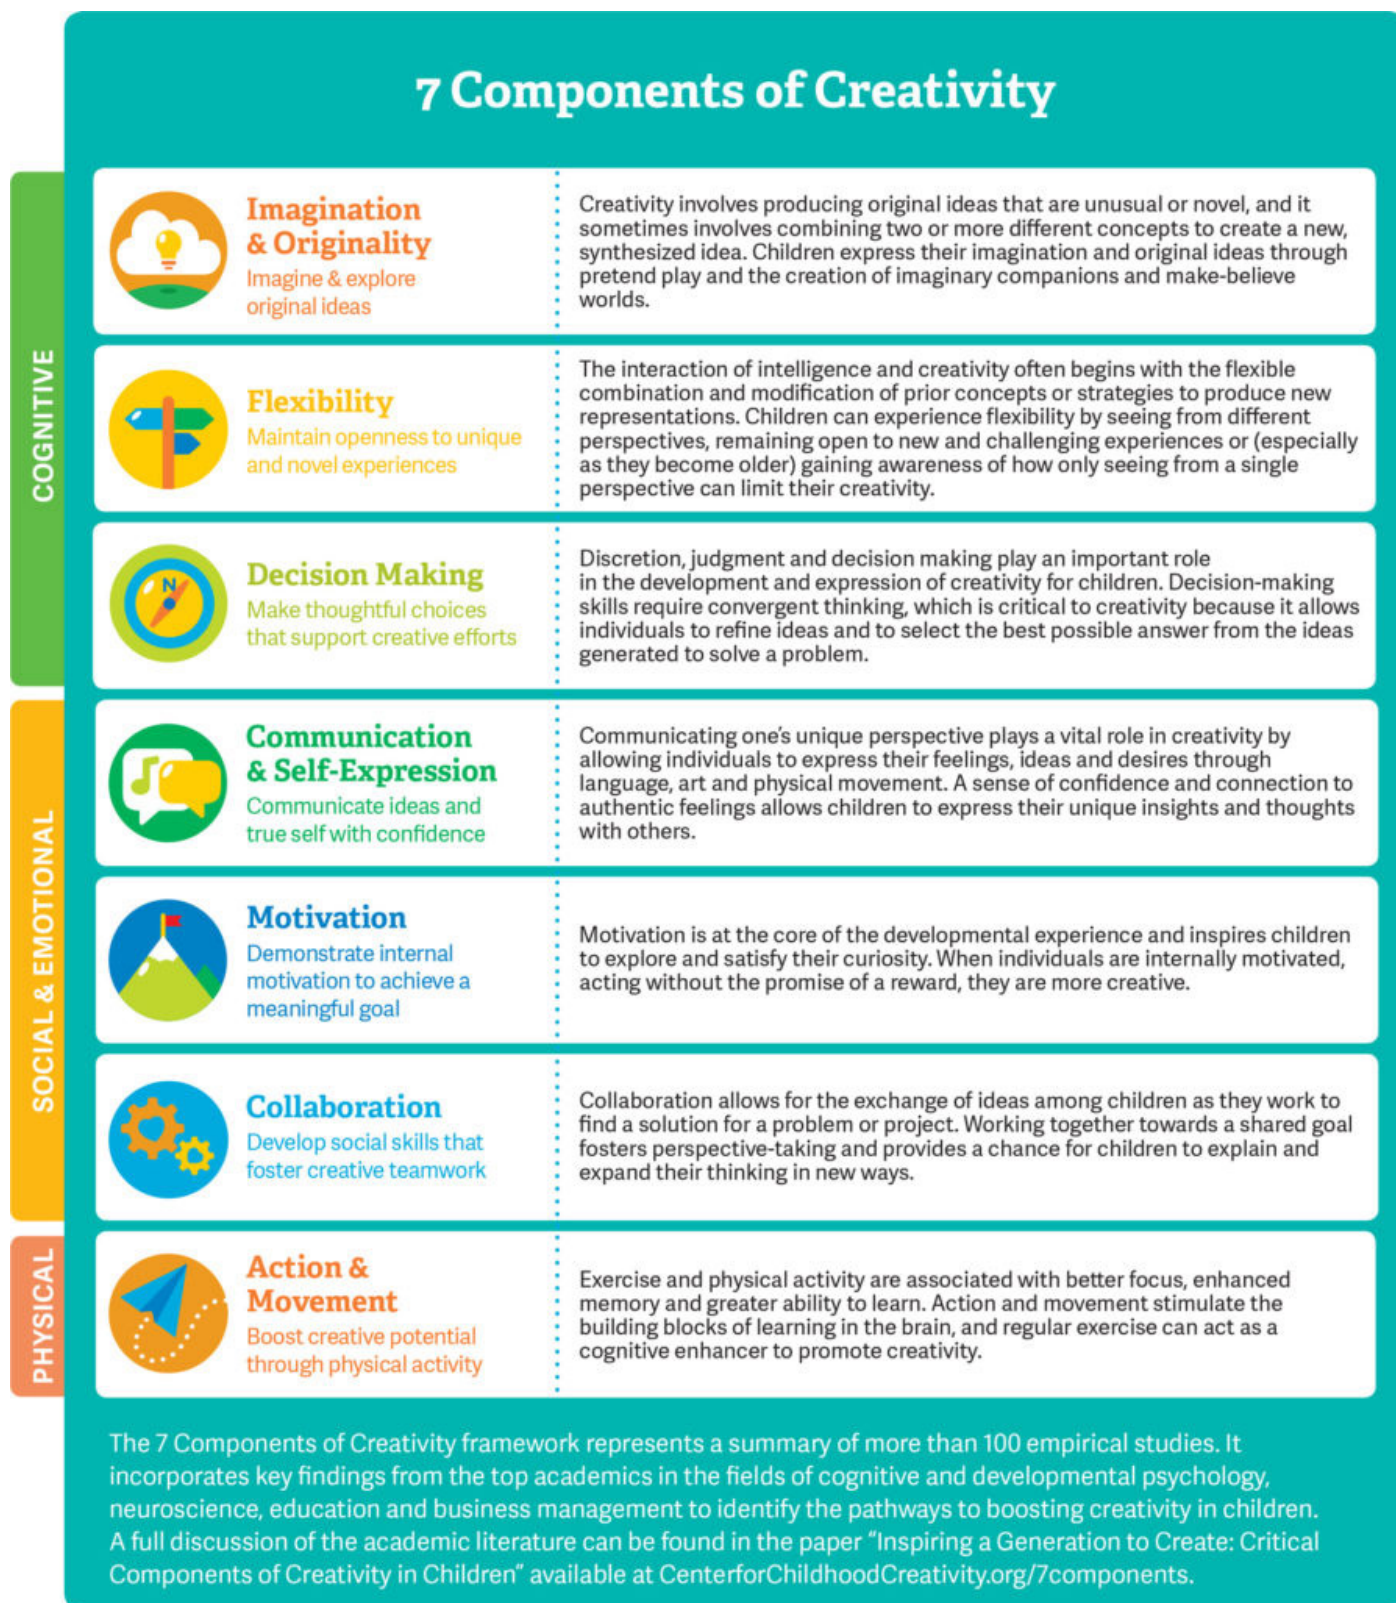 7 Components of Creativity
COGNITIVE
Imagination
& Originality
Imagine & explore
original ideas
Creativity involves producing original ideas that are unusual or novel, and it
sometimes involves combining two or more different concepts to create a new,
synthesized idea. Children express their imagination and original ideas through
pretend play and the creation of imaginary companions and make-believe
worlds.
Flexibility
Maintain openness to unique
and novel experiences
The interaction of intelligence and creativity often begins with the flexible
combination and modification of prior concepts or strategies to produce new
representations. Children can experience flexibility by seeing from different
perspectives, remaining open to new and challenging experiences or (especially
as they become older) gaining awareness of how only seeing from a single
perspective can limit their creativity.
N
Decision Making
Make thoughtful choices
that support creative efforts
Discretion, judgment and decision making play an important role
in the development and expression of creativity for children. Decision-making
skills require convergent thinking, which is critical to creativity because it allows
individuals to refine ideas and to select the best possible answer from the ideas
generated to solve a problem.
SOCIAL & EMOTIONAL
Communication
& Self-Expression
Communicate ideas and
true self with confidence
Communicating one's unique perspective plays a vital role in creativity by
allowing individuals to express their feelings, ideas and desires through
language, art and physical movement. A sense of confidence and connection to
authentic feelings allows children to express their unique insights and thoughts
with others.
Motivation
Demonstrate internal
motivation to achieve a
meaningful goal
Motivation is at the core of the developmental experience and inspires children
to explore and satisfy their curiosity. When individuals are internally motivated,
acting without the promise of a reward, they are more creative.
Collaboration
Develop social skills that
foster creative teamwork
Collaboration allows for the exchange of ideas among children as they work to
find a solution for a problem or project. Working together towards a shared goal
fosters perspective-taking and provides a chance for children to explain and
expand their thinking in new ways.
PHYSICAL
Action &
Movement
Boost creative potential
through physical activity
Exercise and physical activity are associated with better focus, enhanced
memory and greater ability to learn. Action and movement stimulate the
building blocks of learning in the brain, and regular exercise can act as a
cognitive enhancer to promote creativity.
The 7 Components of Creativity framework represents a summary of more than 100 empirical studies. It
incorporates key findings from the top academics in the fields of cognitive and developmental psychology,
neuroscience, education and business management to identify the pathways to boosting creativity in children.
A full discussion of the academic literature can be found in the paper "Inspiring a Generation to Create: Critical
Components of Creativity in Children" available at CenterforChildhoodCreativity.org/7components.